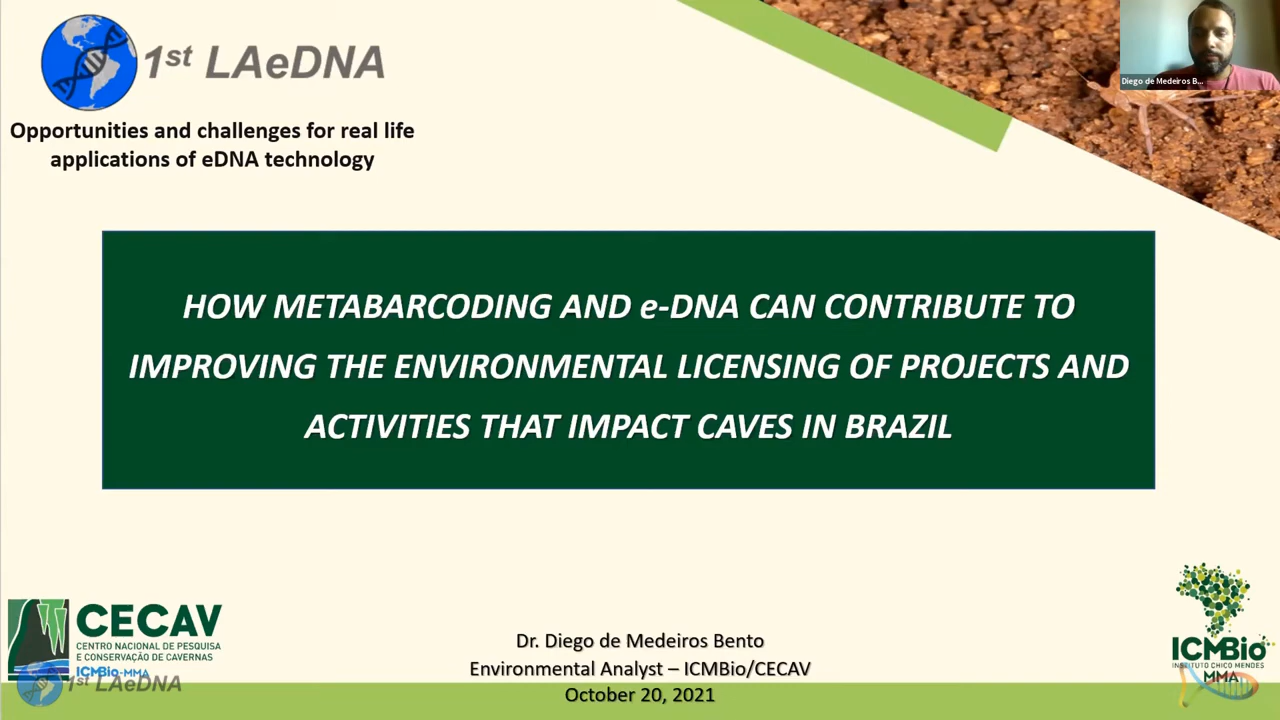 1st LAeDNA
Opportunities and challenges for real life
applications of eDNA technology
Diego de Medeiros B...
HOW METABARCODING AND e-DNA CAN CONTRIBUTE TO
IMPROVING THE ENVIRONMENTAL LICENSING OF PROJECTS AND
ACTIVITIES THAT IMPACT CAVES IN BRAZIL
CECAV
CENTRO NACIONAL DE PESQUISA
E CONSERVAÇÃO DE CAVERNAS
ICMBio-MMA
1st LAeDNA
Dr. Diego de Medeiros Bento
Environmental Analyst – ICMBio/CECAV
October 20, 2021
ICMBio
INSTITUTO CHICO MENDES
MMA